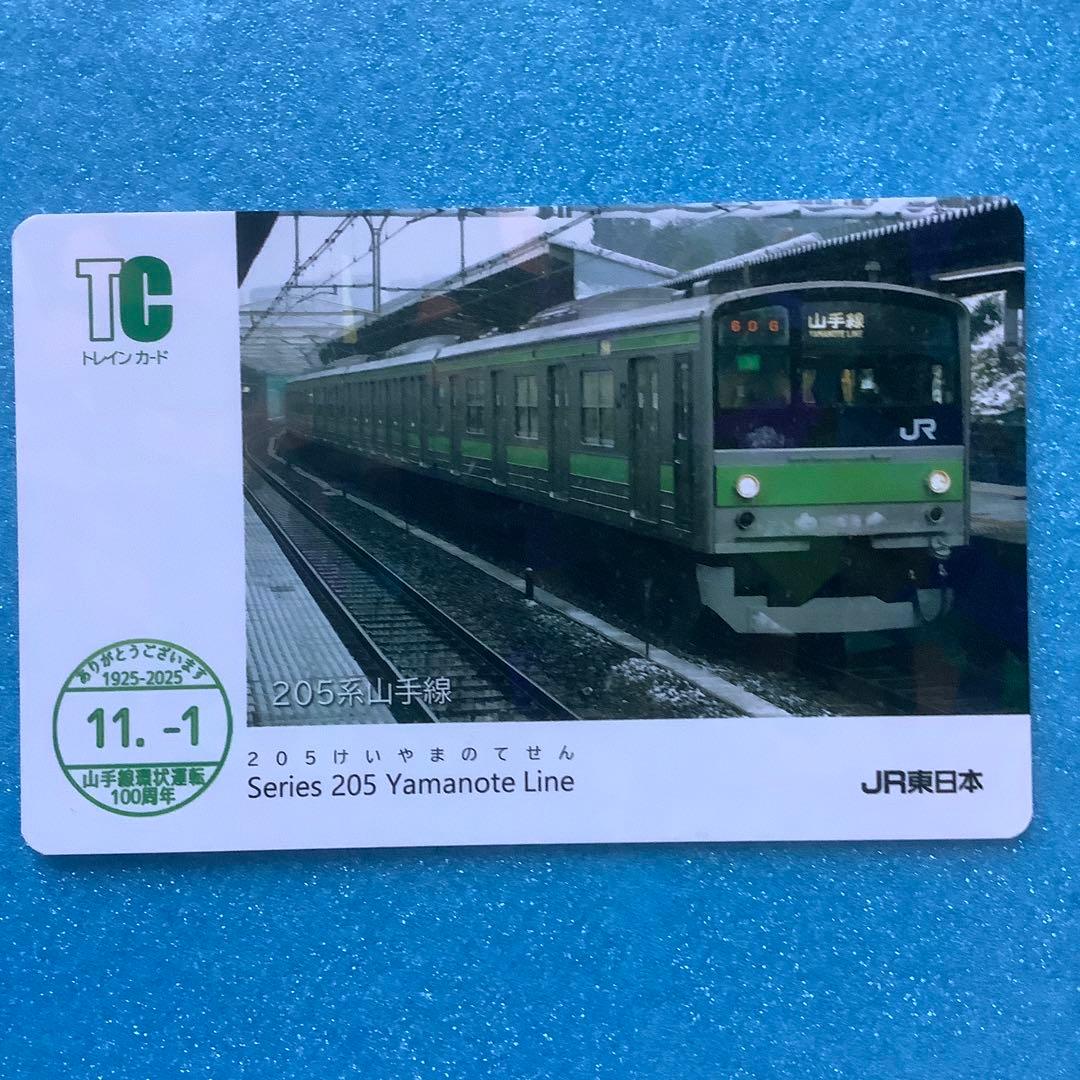 TC
トレイン カード
606
山手線
YAMANOTE LINE
JR
205系山手線
ありがとうございます
1925-2025
11. -1
山手線環状運転
100周年
205けいやまのてせん
Series 205 Yamanote Line
JR東日本